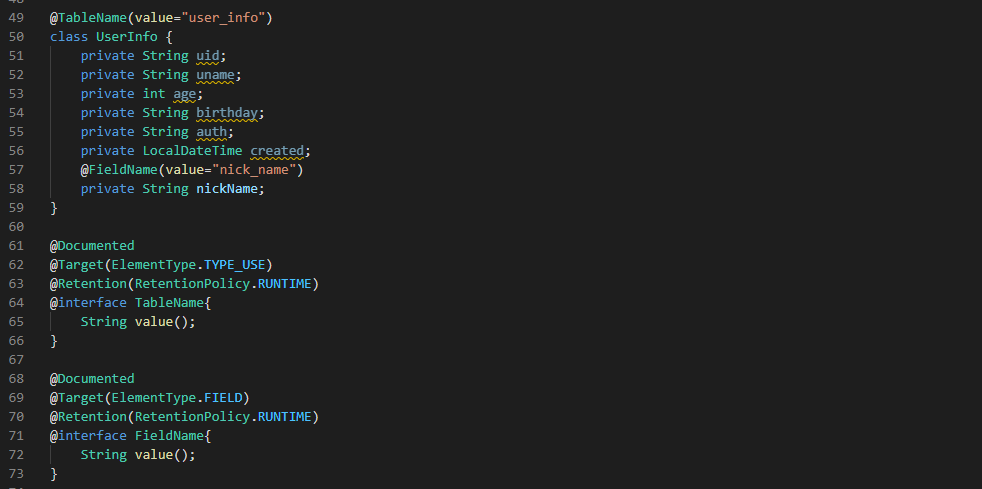 49 @TableName(value="user_info")
50 class UserInfo {
51     private String uid;
52     private String uname;
53     private int age;
54     private String birthday;
55     private String auth;
56     private LocalDateTime created;
57     @FieldName(value="nick_name")
58     private String nickName;
59 }
60
61 @Documented
62 @Target(ElementType.TYPE_USE)
63 @Retention(RetentionPolicy.RUNTIME)
64 @interface TableName{
65     String value();
66 }
67
68 @Documented
69 @Target(ElementType.FIELD)
70 @Retention(RetentionPolicy.RUNTIME)
71 @interface FieldName{
72     String value();
73 }